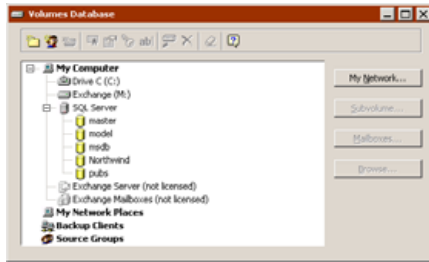 Volumes Database
ab|
My Computer
Drive C (C:)
Exchange (M:)
SQL Server
master
model
msdb
Northwind
pubs
Exchange Server (not licensed)
Exchange Mailboxes (not licensed)
My Network Places
Backup Clients
Source Groups
My Network...
Subvolume...
Mailboxes...
Browse...